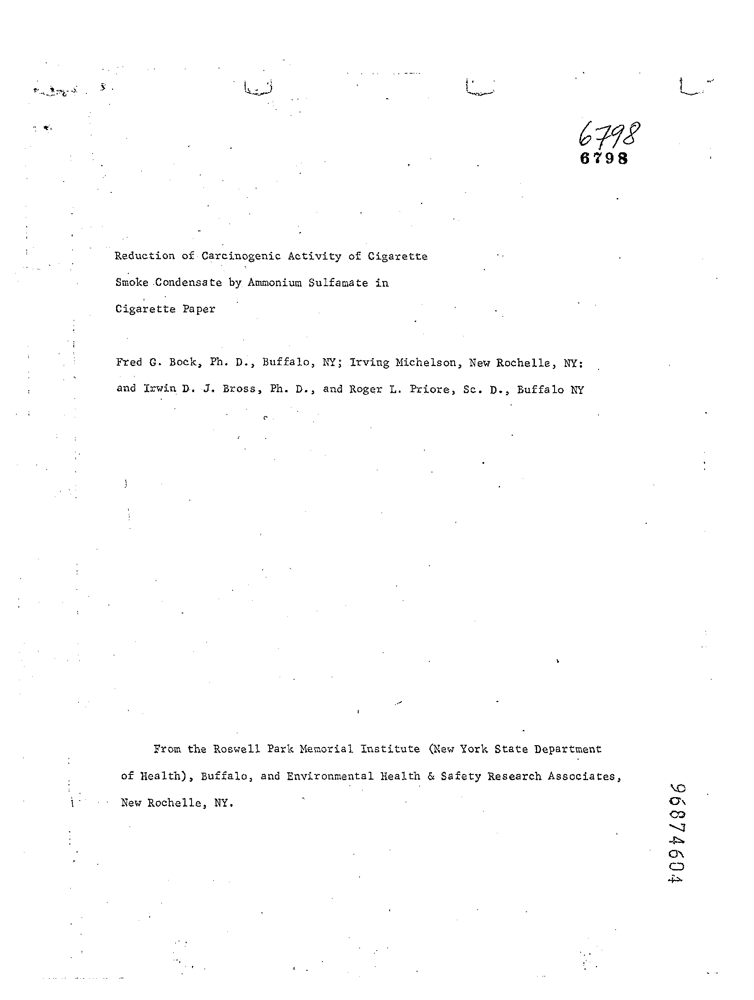 6798
6798
Reduction of Carcinogenic Activity of Cigarette
Smoke Condensate by Ammonium Sulfamate in
Cigarette Paper
Fred G. Bock, Ph. D., Buffalo, NY; Irving Michelson, New Rochelle, NY:
and Irwin D. J. Bross, Ph. D., and Roger L. Priore, Sc. D., Buffalo NY
From the Roswell Park Memorial Institute (New York State Department
of Health), Buffalo, and Environmental Health & Safety Research Associates,
New Rochelle, NY.
96874604